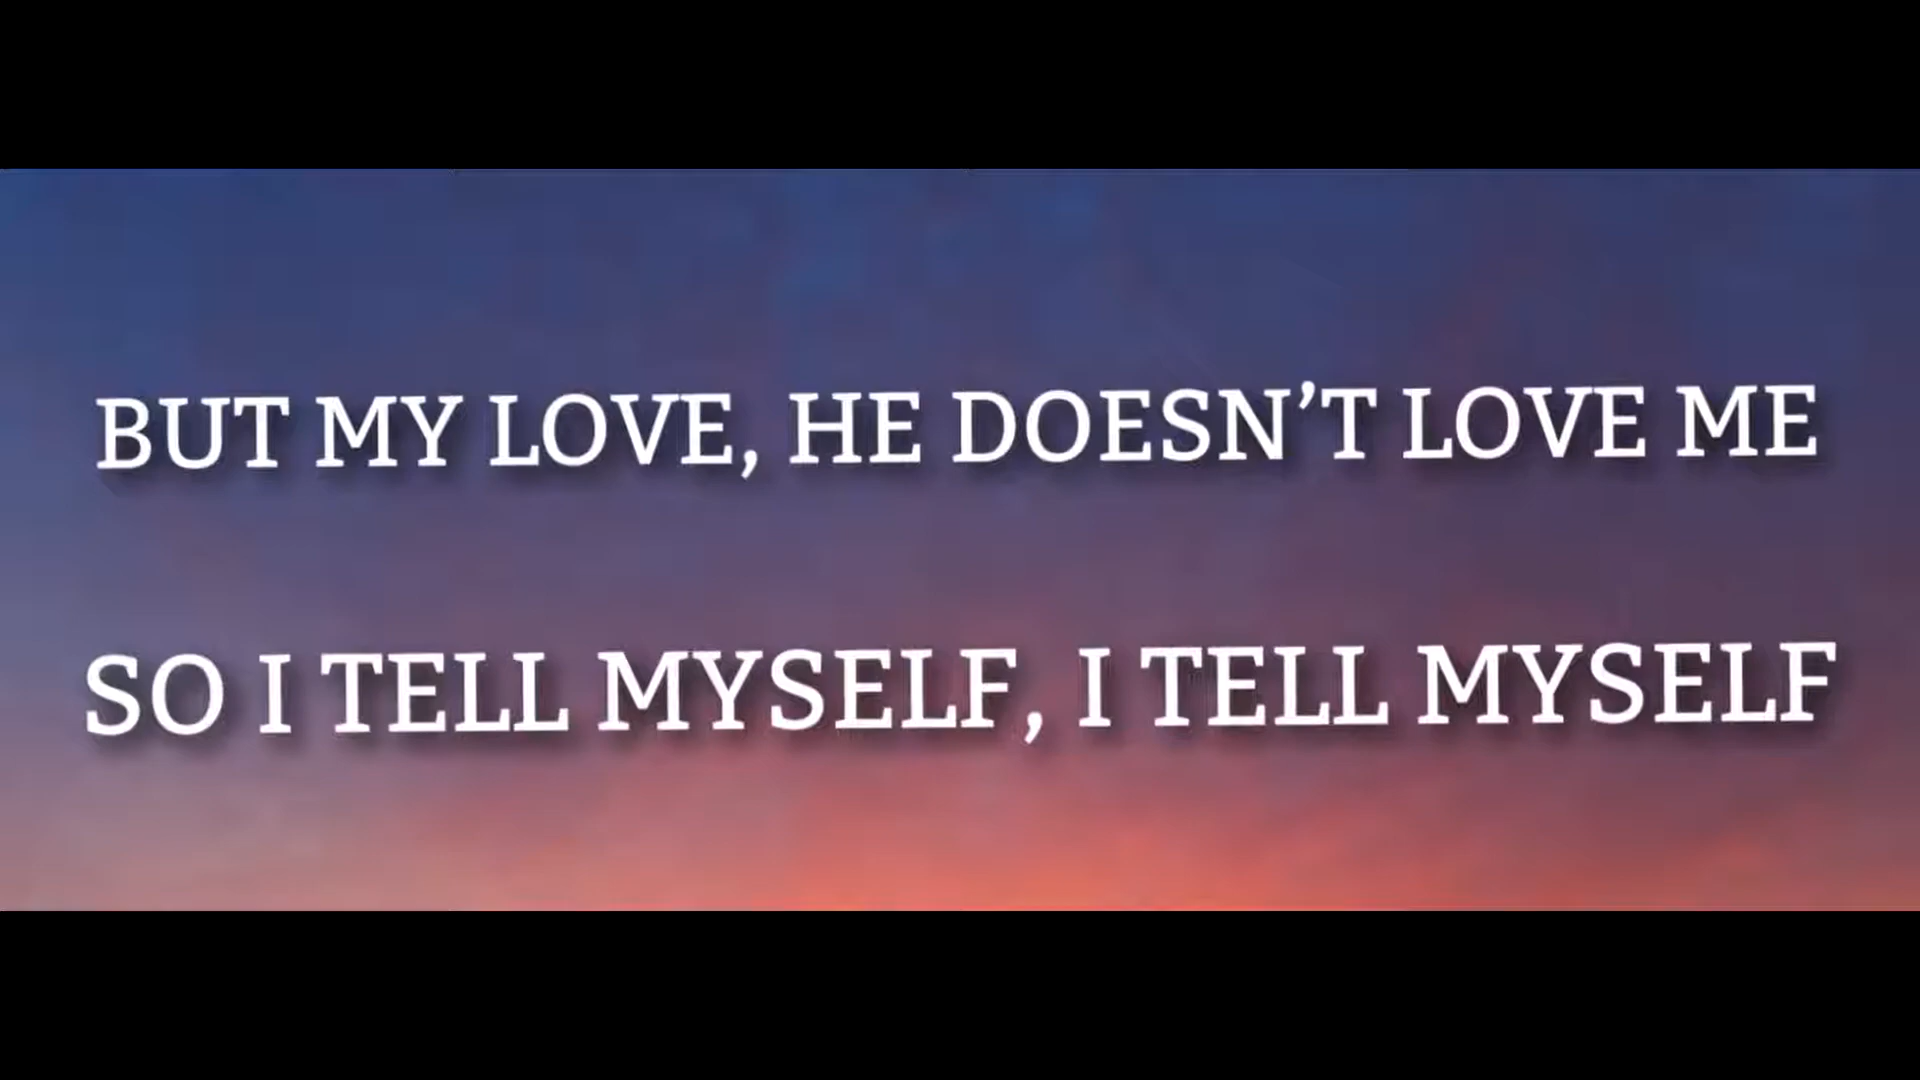 BUT MY LOVE, HE DOESN’T LOVE ME
SO I TELL MYSELF, I TELL MYSELF